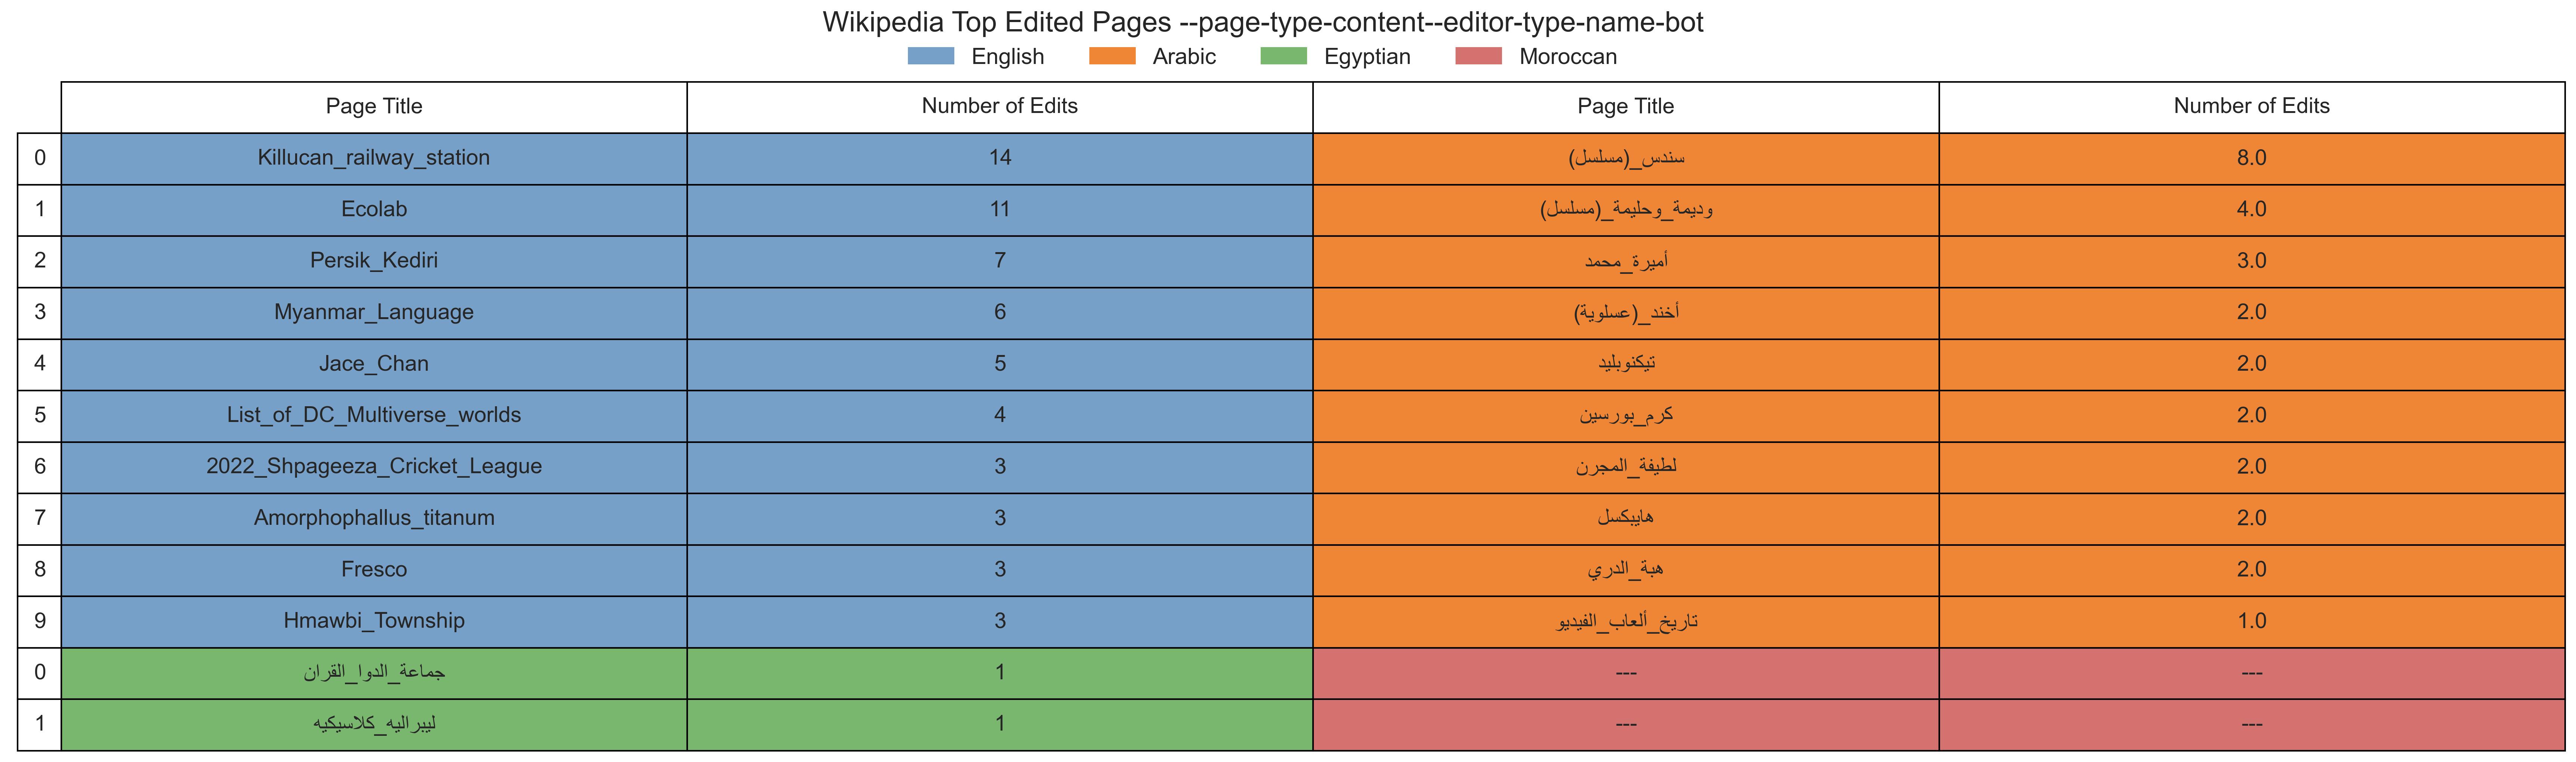 Wikipedia Top Edited Pages --page-type-content--editor-type-name-bot
English Arabic Egyptian Moroccan
Page Title Number of Edits Page Title Number of Edits
0 Killucan_railway_station 14 سندس_(مسلسل) 8.0
1 Ecolab 11 وديمة_وحليمة_(مسلسل) 4.0
2 Persik_Kediri 7 أميرة_محمد 3.0
3 Myanmar_Language 6 أخند_(عسلوية) 2.0
4 Jace_Chan 5 تيكنوبليد 2.0
5 List_of_DC_Multiverse_worlds 4 كرم_بورسين 2.0
6 2022_Shpageeza_Cricket_League 3 لطيفة_المجرن 2.0
7 Amorphophallus_titanum 3 هايبكسل 2.0
8 Fresco 3 هبة_الدري 2.0
9 Hmawbi_Township 3 تاريخ_ألعاب_الفيديو 1.0
0 جماعة_الدوا_القران 1 --- ---
1 ليبراليه_كلاسيكيه 1 --- ---